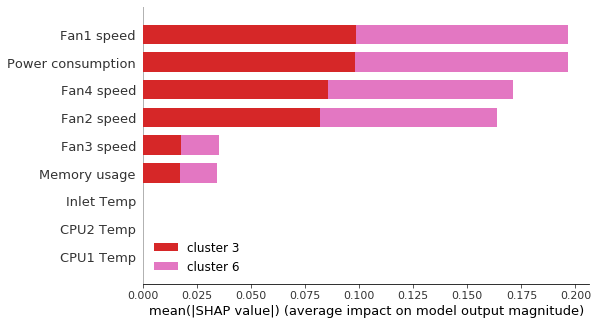 Fan1 speed
Power consumption
Fan4 speed
Fan2 speed
Fan3 speed
Memory usage
Inlet Temp
CPU2 Temp
CPU1 Temp
cluster 3
cluster 6
0.000 0.025 0.050 0.075 0.100 0.125 0.150 0.175 0.200
mean(|SHAP value|) (average impact on model output magnitude)